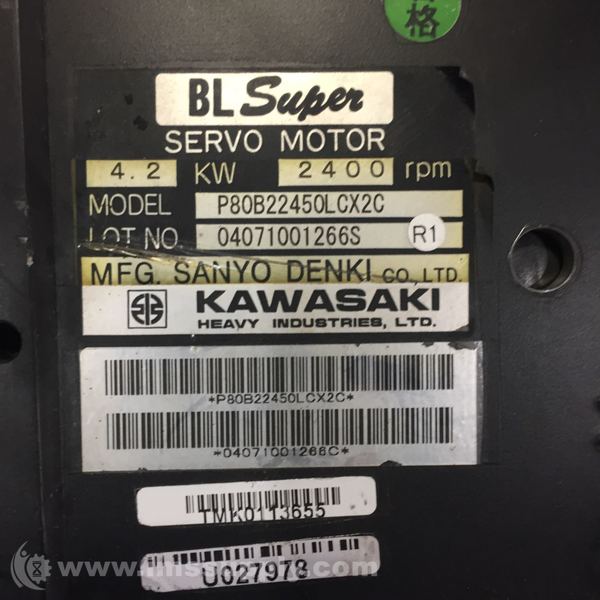 格
BL Super
SERVO MOTOR
4.2 KW 2400 rpm
MODEL P80B22450LCX2C
LOT NO. 04071001266S R1
MFG. SANYO DENKI CO., LTD.
KAWASAKI
HEAVY INDUSTRIES, LTD.
*P80B22450LCX2C*
*04071001266C*
TMK0113655
U027978